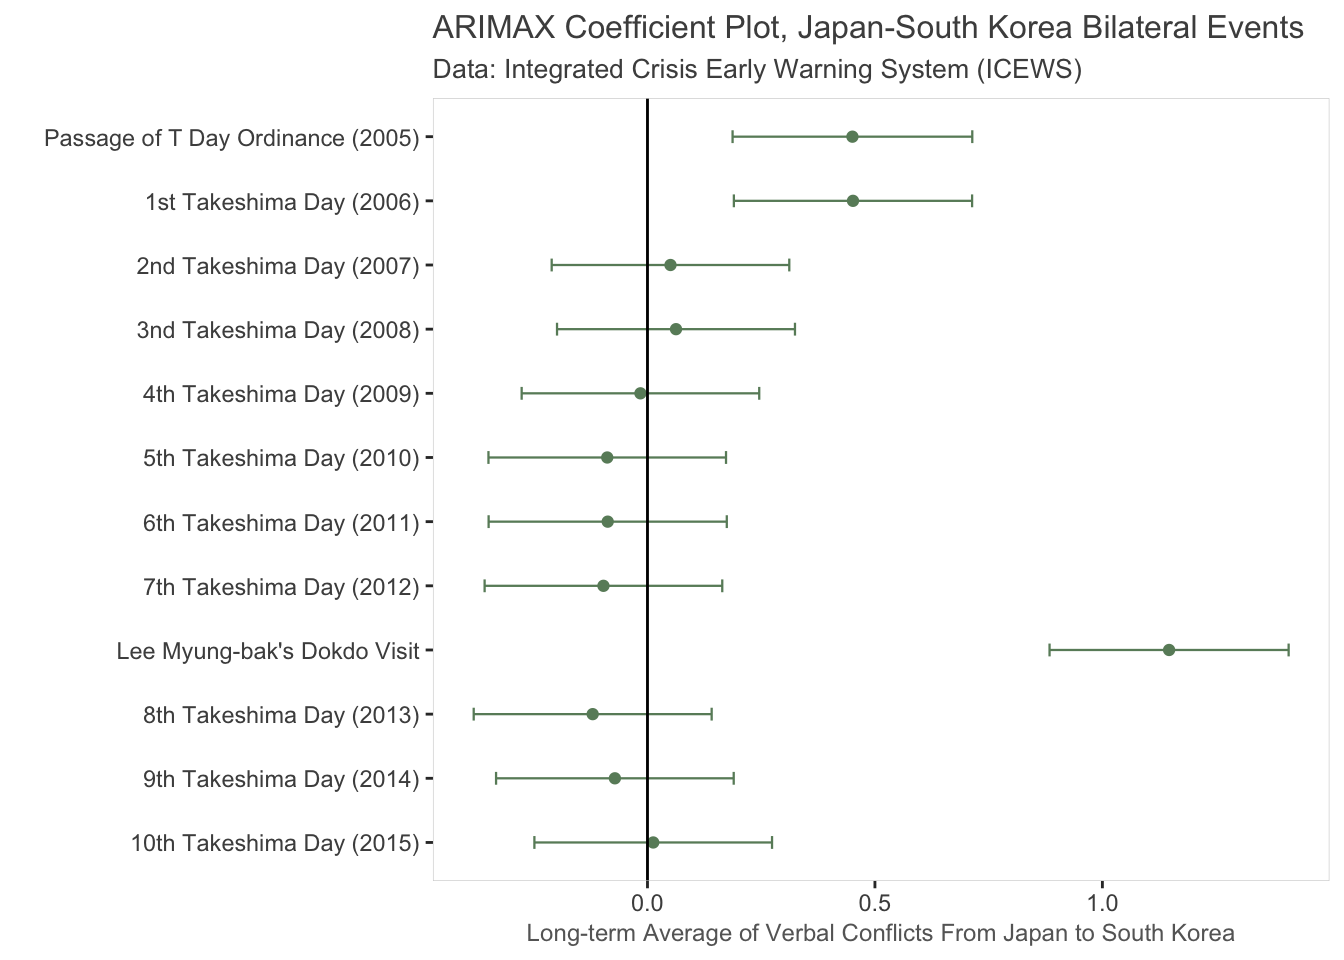 ARIMAX Coefficient Plot, Japan-South Korea Bilateral Events
Data: Integrated Crisis Early Warning System (ICEWS)
Passage of T Day Ordinance (2005)
1st Takeshima Day (2006)
2nd Takeshima Day (2007)
3nd Takeshima Day (2008)
4th Takeshima Day (2009)
5th Takeshima Day (2010)
6th Takeshima Day (2011)
7th Takeshima Day (2012)
Lee Myung-bak's Dokdo Visit
8th Takeshima Day (2013)
9th Takeshima Day (2014)
10th Takeshima Day (2015)
0.0 0.5 1.0
Long-term Average of Verbal Conflicts From Japan to South Korea